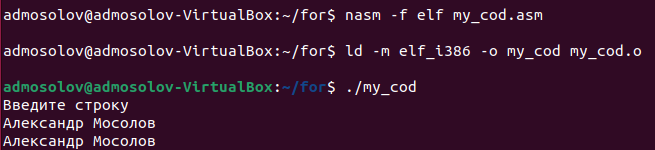 admosolov@admosolov-VirtualBox:~/for$ nasm -f elf my_cod.asm
admosolov@admosolov-VirtualBox:~/for$ ld -m elf_i386 -o my_cod my_cod.o
admosolov@admosolov-VirtualBox:~/for$ ./my_cod
Введите строку
Александр Мосолов
Александр Мосолов